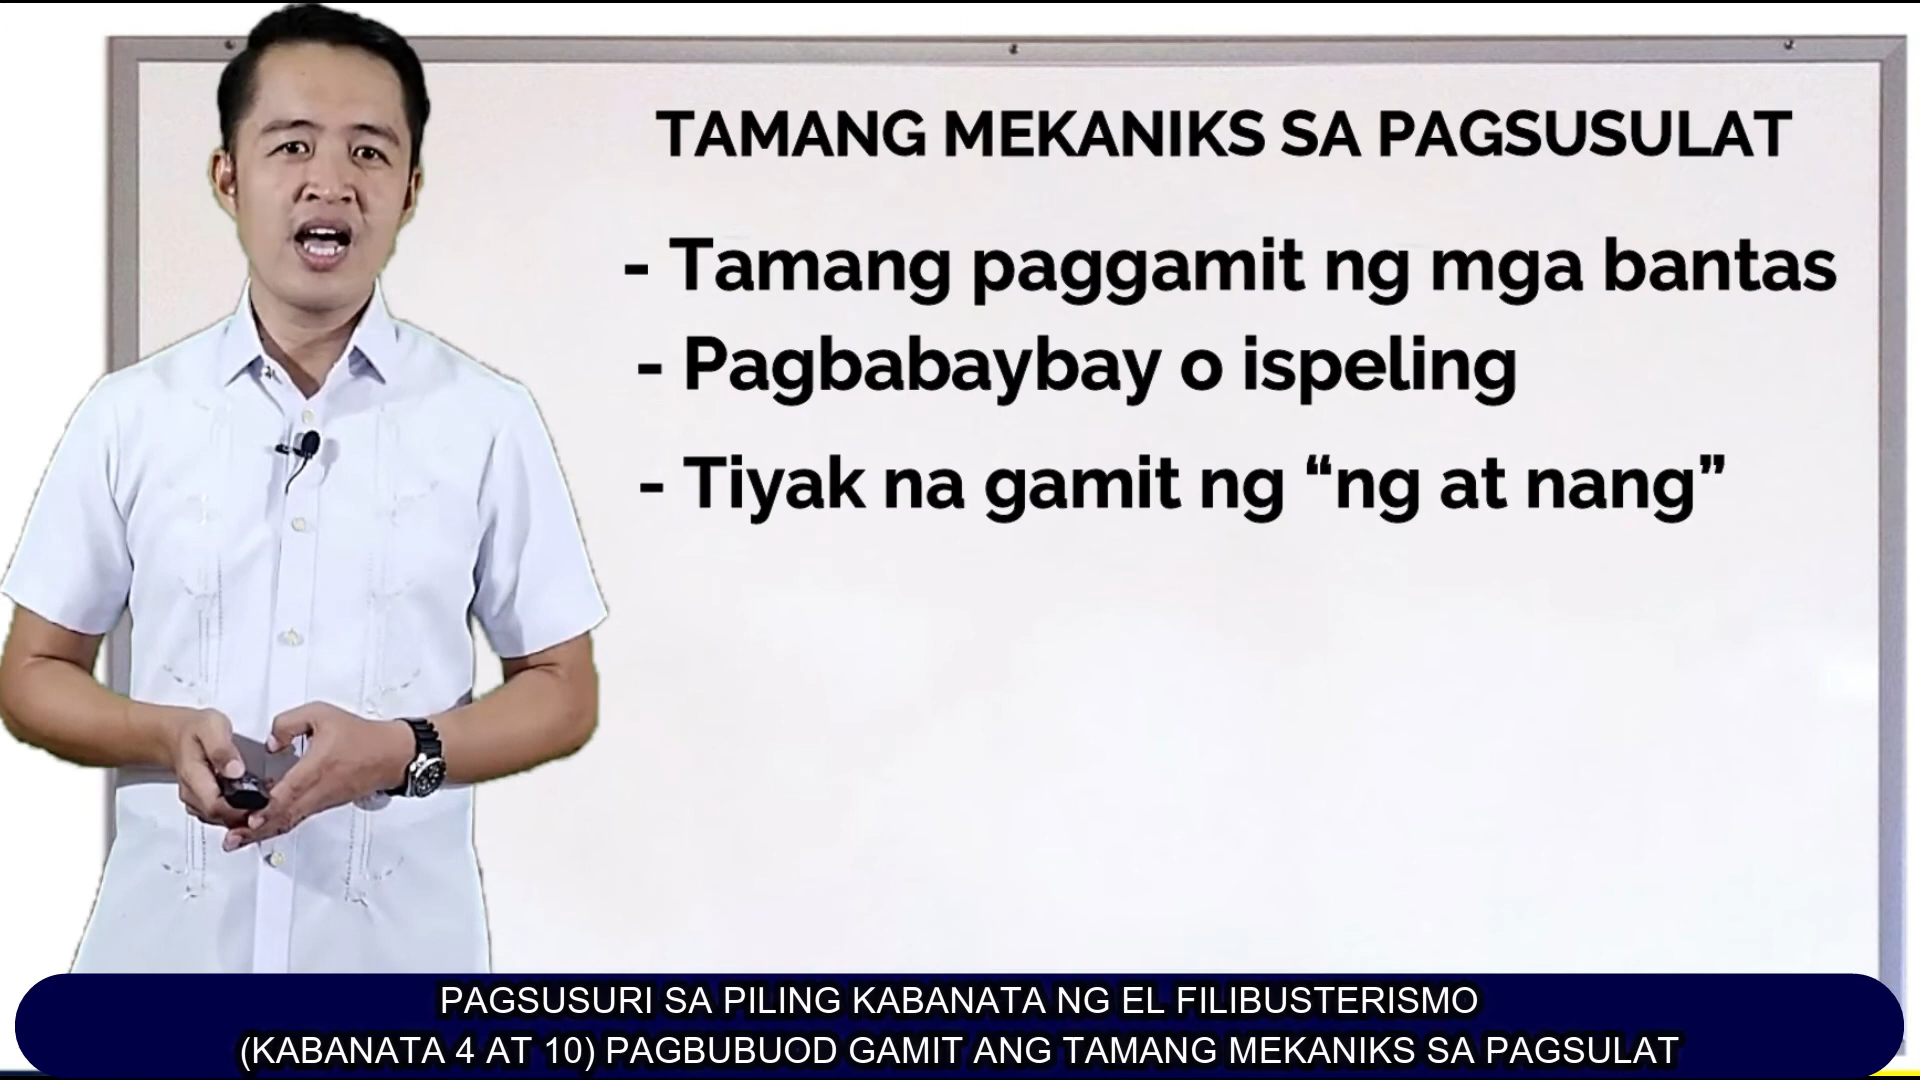 TAMANG MEKANIKS SA PAGSUSULAT
- Tamang paggamit ng mga bantas
- Pagbabaybay o ispeling
- Tiyak na gamit ng “ng at nang”
PAGSUSURI SA PILING KABANATA NG EL FILIBUSTERISMO
(KABANATA 4 AT 10) PAGBUBUOD GAMIT ANG TAMANG MEKANIKS SA PAGSULAT